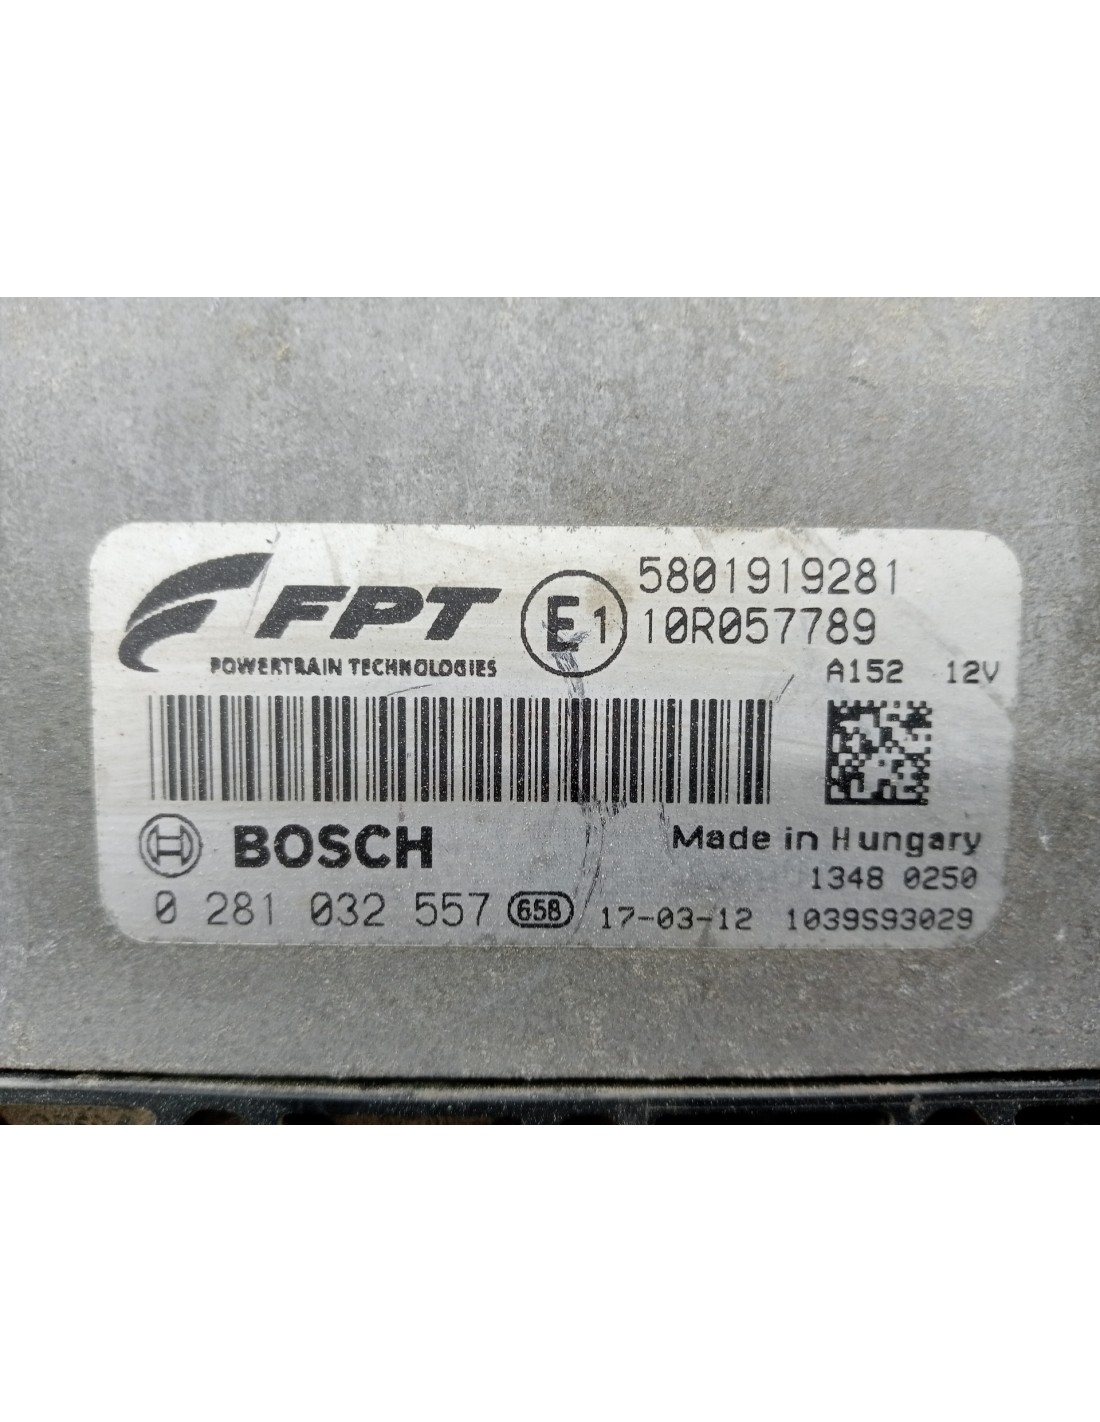 FPT
POWERTRAIN TECHNOLOGIES
E1
5801919281
10R057789
A152 12V
BOSCH
Made in Hungary
1348 0250
0 281 032 557 658 17-03-12 1039S93029